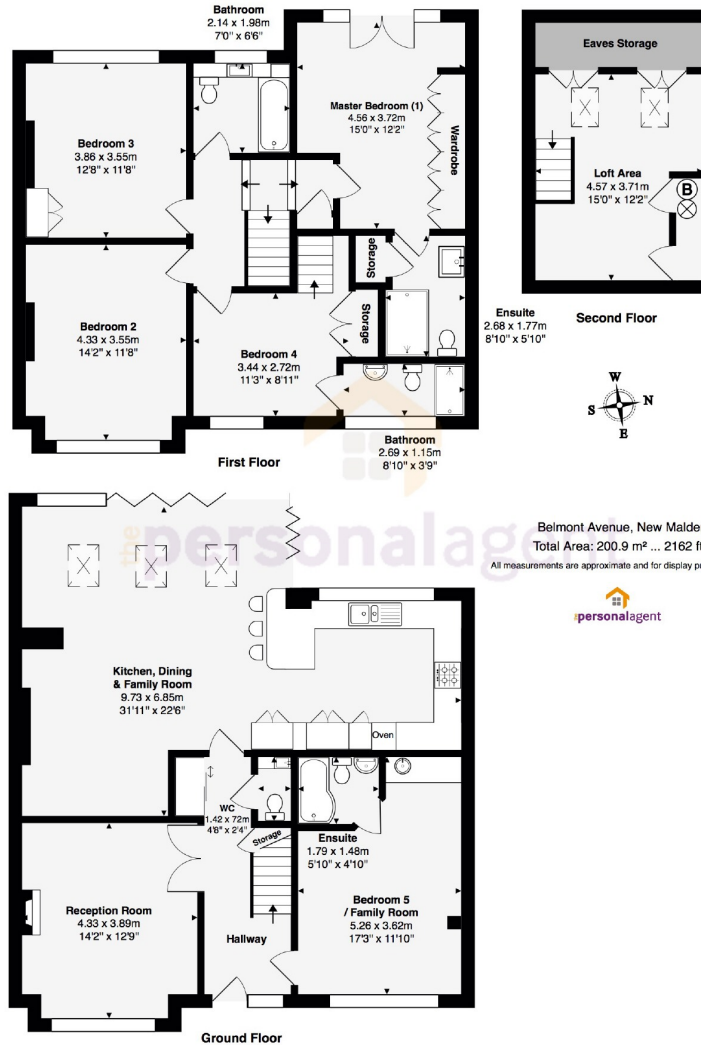 Bathroom
2.14 x 1.98m
7'0" x 6'6"
Master Bedroom (1)
4.56 x 3.72m
15'0" x 12'2"
Wardrobe
Bedroom 3
3.86 x 3.55m
12'8" x 11'8"
Storage
Ensuite
2.68 x 1.77m
8'10" x 5'10"
Bedroom 2
4.33 x 3.55m
14'2" x 11'8"
Storage
Bedroom 4
3.44 x 2.72m
11'3" x 8'11"
Bathroom
2.69 x 1.15m
8'10" x 3'9"
First Floor
Eaves Storage
Loft Area
4.57 x 3.71m
15'0" x 12'2"
B
Second Floor
W
S N
E
the personalagent
Belmont Avenue, New Malde
Total Area: 200.9 m² ... 2162 f
All measurements are approximate and for display pu
personalagent
Kitchen, Dining
& Family Room
9.73 x 6.85m
31'11" x 22'6"
Oven
WC
1.42 x 72m
4'8" x 2'4"
Storage
Ensuite
1.79 x 1.48m
5'10" x 4'10"
Reception Room
4.33 x 3.89m
14'2" x 12'9"
Hallway
Bedroom 5
/ Family Room
5.26 x 3.62m
17'3" x 11'10"
Ground Floor